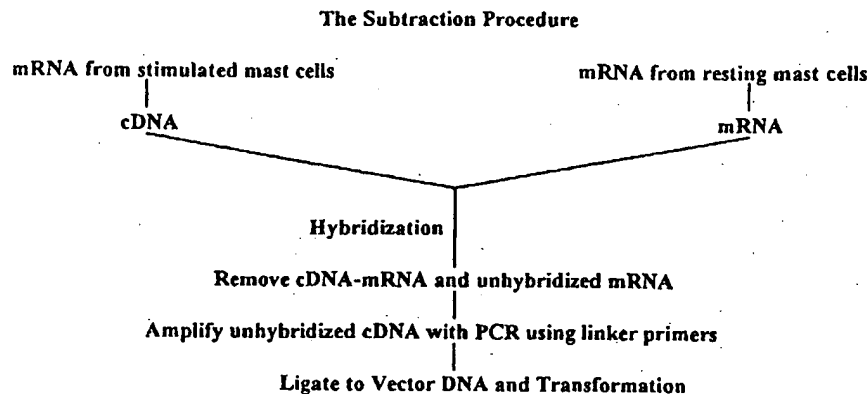 The Subtraction Procedure
mRNA from stimulated mast cells
mRNA from resting mast cells
cDNA
mRNA
Hybridization
Remove cDNA-mRNA and unhybridized mRNA
Amplify unhybridized cDNA with PCR using linker primers
Ligate to Vector DNA and Transformation